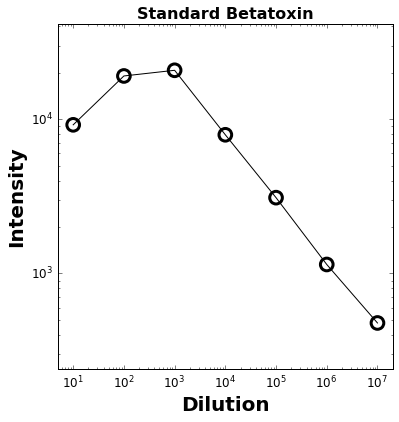 Standard Betatoxin
Intensity
10⁴
10³
10¹ 10² 10³ 10⁴ 10⁵ 10⁶ 10⁷
Dilution